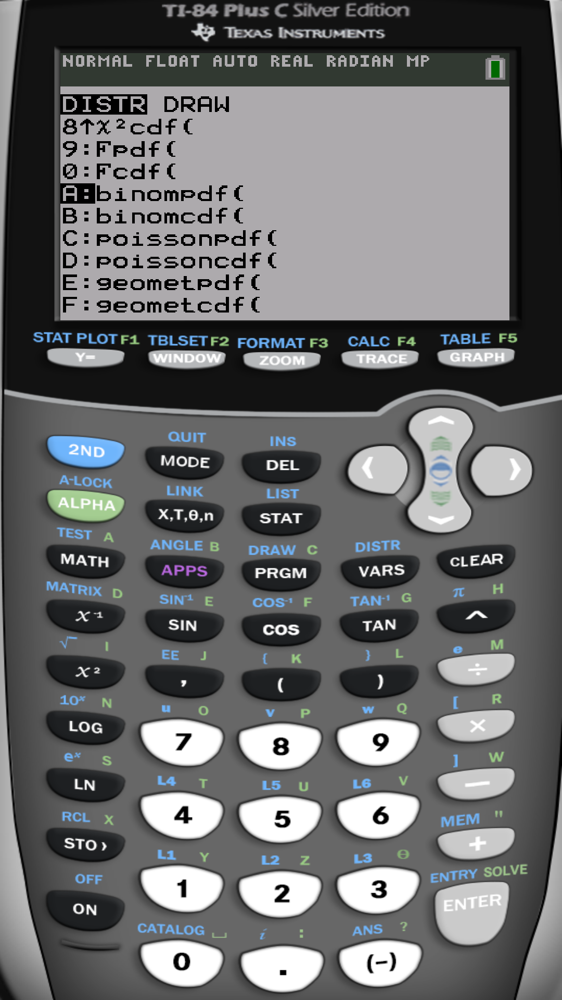 TI-84 Plus C Silver Edition
TEXAS INSTRUMENTS
NORMAL FLOAT AUTO REAL RADIAN MP
DISTR DRAW
8↑χ²cdf(
9:Fpdf(
0:Fcdf(
A:binompdf(
B:binomcdf(
C:poissonpdf(
D:poissoncdf(
E:geometpdf(
F:geometcdf(
STAT PLOT F1 TBLSET F2 FORMAT F3 CALC F4 TABLE F5
Y= WINDOW ZOOM TRACE GRAPH
QUIT INS
2ND MODE DEL
A-LOCK LINK LIST
ALPHA X,T,θ,n STAT
TEST A ANGLE B DRAW C DISTR
MATH APPS PRGM VARS CLEAR
MATRIX D SIN⁻¹ E COS⁻¹ F TAN⁻¹ G π H
x⁻¹ SIN COS TAN ^
√ I EE J { K } L e M
x² , ( ) ÷
10ˣ N u O v P w Q [ R
LOG 7 8 9 ×
eˣ S L4 T L5 U L6 V ] W
LN 4 5 6 −
RCL X L1 Y L2 Z L3 θ MEM "
STO › 1 2 3 +
OFF CATALOG ⎵ i : ANS ? ENTRY SOLVE
ON 0 . (−) ENTER